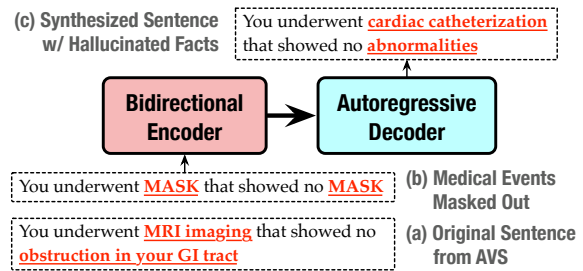 (c) Synthesized Sentence
w/ Hallucinated Facts
You underwent cardiac catheterization
that showed no abnormalities
Bidirectional
Encoder
Autoregressive
Decoder
You underwent MASK that showed no MASK
(b) Medical Events
Masked Out
You underwent MRI imaging that showed no
obstruction in your GI tract
(a) Original Sentence
from AVS